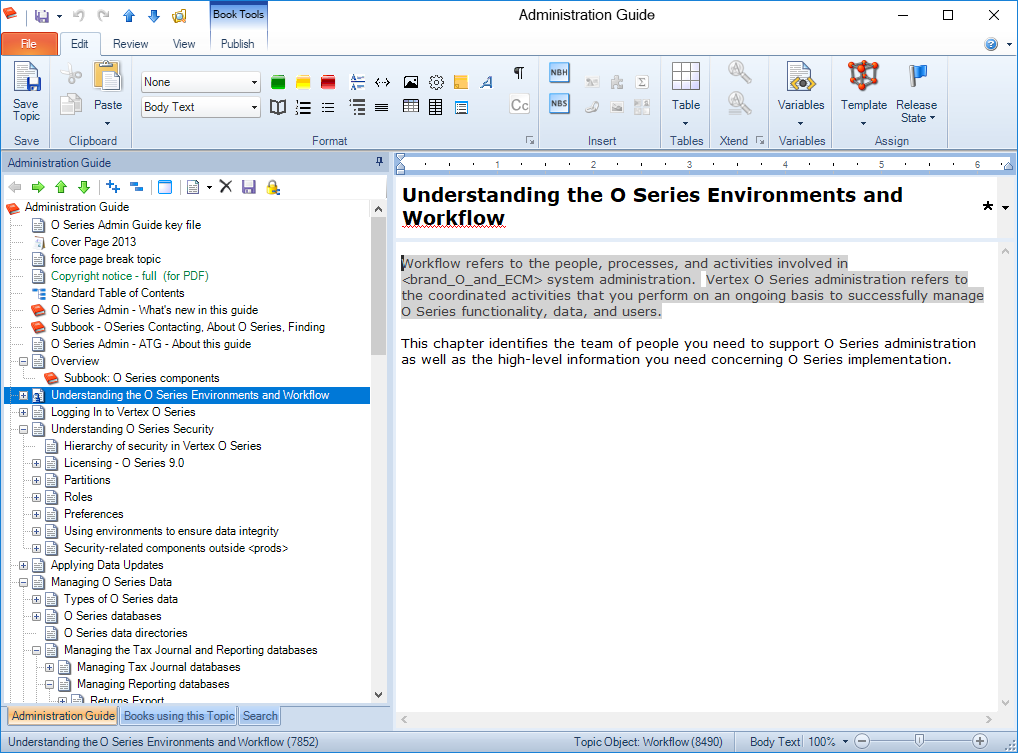 Book Tools
Administration Guide
File
Edit
Review
View
Publish
Save Topic
Paste
None
Body Text
¶
Cc
NBH
NBS
Σ
Table
Variables
Template
Release State
Save
Clipboard
Format
Insert
Tables
Xtend
Variables
Assign
Administration Guide
1 2 3 4 5 6
Administration Guide
O Series Admin Guide key file
Cover Page 2013
force page break topic
Copyright notice - full (for PDF)
Standard Table of Contents
O Series Admin - What's new in this guide
Subbook - OSeries Contacting, About O Series, Finding
O Series Admin - ATG - About this guide
Overview
Subbook: O Series components
Understanding the O Series Environments and Workflow
Logging In to Vertex O Series
Understanding O Series Security
Hierarchy of security in Vertex O Series
Licensing - O Series 9.0
Partitions
Roles
Preferences
Using environments to ensure data integrity
Security-related components outside <prods>
Applying Data Updates
Managing O Series Data
Types of O Series data
O Series databases
O Series data directories
Managing the Tax Journal and Reporting databases
Managing Tax Journal databases
Managing Reporting databases
Returns Export
Understanding the O Series Environments and
Workflow
*
Workflow refers to the people, processes, and activities involved in
<brand_O_and_ECM> system administration. Vertex O Series administration refers to
the coordinated activities that you perform on an ongoing basis to successfully manage
O Series functionality, data, and users.
This chapter identifies the team of people you need to support O Series administration
as well as the high-level information you need concerning O Series implementation.
Administration Guide
Books using this Topic
Search
Understanding the O Series Environments and Workflow (7852)
Topic Object: Workflow (8490)
Body Text
100%